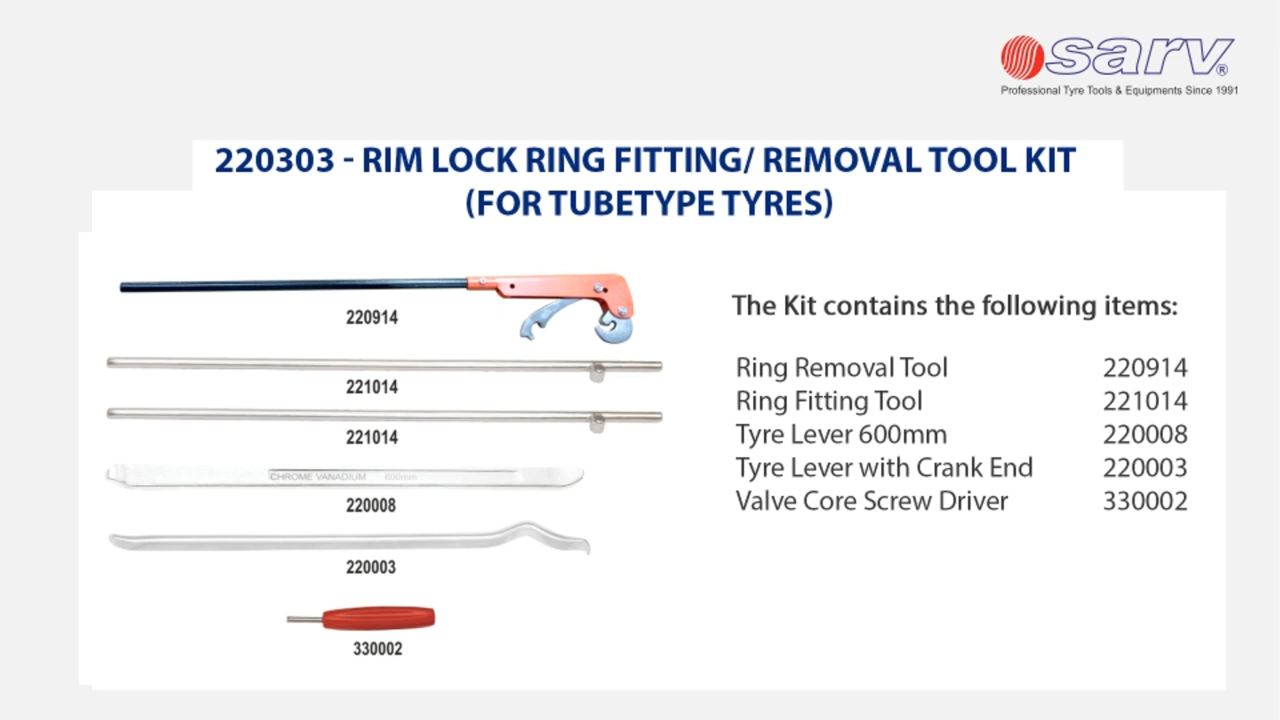 sarv®
Professional Tyre Tools & Equipments Since 1991
220303 - RIM LOCK RING FITTING/ REMOVAL TOOL KIT
(FOR TUBETYPE TYRES)
220914
221014
221014
CHROME VANADIUM 600mm
220008
220003
330002
The Kit contains the following items:
Ring Removal Tool 220914
Ring Fitting Tool 221014
Tyre Lever 600mm 220008
Tyre Lever with Crank End 220003
Valve Core Screw Driver 330002